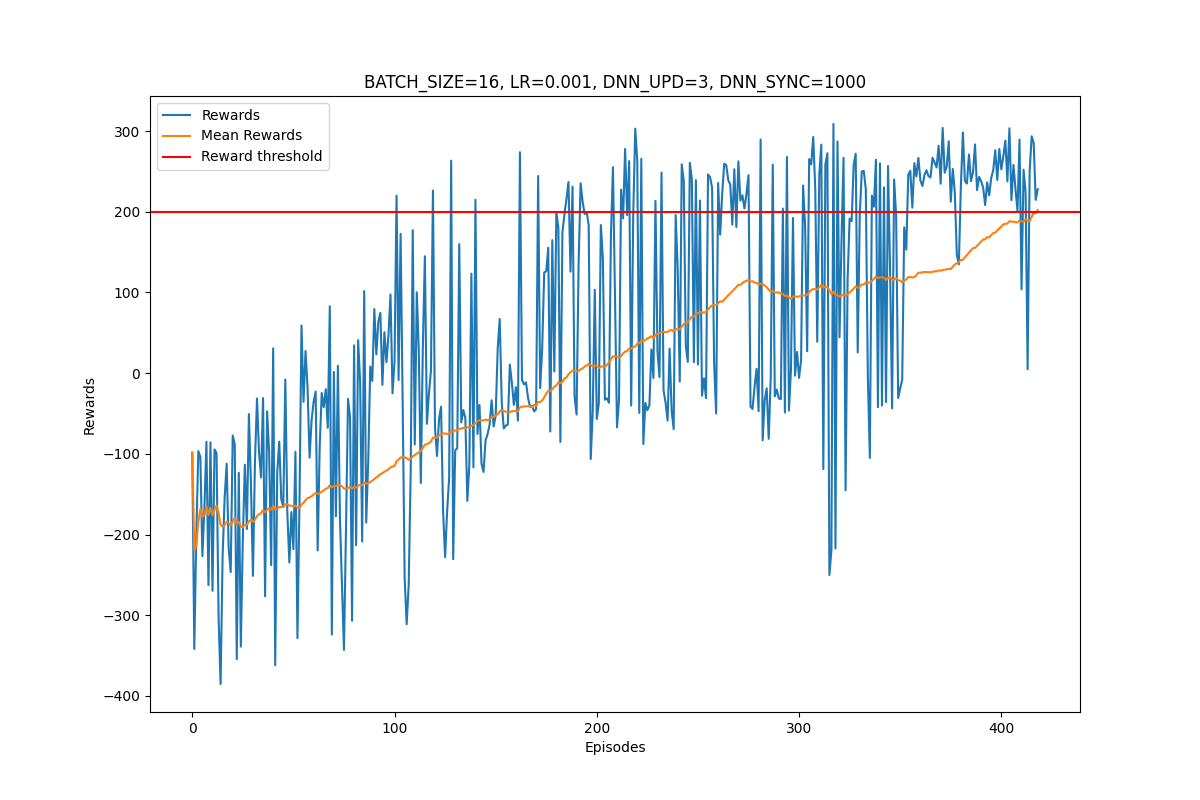 BATCH_SIZE=16, LR=0.001, DNN_UPD=3, DNN_SYNC=1000
Rewards
Mean Rewards
Reward threshold
300
200
100
0
−100
−200
−300
−400
Rewards
0
100
200
300
400
Episodes